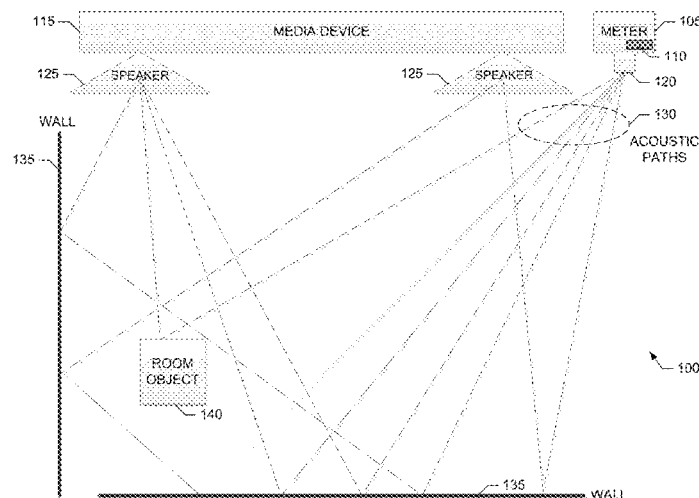 115
MEDIA DEVICE
METER
105
110
125
SPEAKER
125
SPEAKER
120
130
WALL
ACOUSTIC
PATHS
135
ROOM
OBJECT
100
140
135
WALL